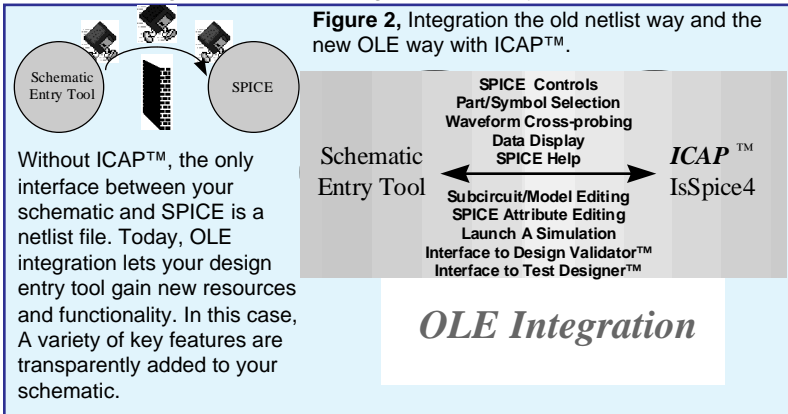 Figure 2, Integration the old netlist way and the
new OLE way with ICAP™.
Schematic
Entry Tool
SPICE
Without ICAP™, the only
interface between your
schematic and SPICE is a
netlist file. Today, OLE
integration lets your design
entry tool gain new resources
and functionality. In this case,
A variety of key features are
transparently added to your
schematic.
Schematic
Entry Tool
SPICE Controls
Part/Symbol Selection
Waveform Cross-probing
Data Display
SPICE Help
Subcircuit/Model Editing
SPICE Attribute Editing
Launch A Simulation
Interface to Design Validator™
Interface to Test Designer™
ICAP ™
IsSpice4
OLE Integration